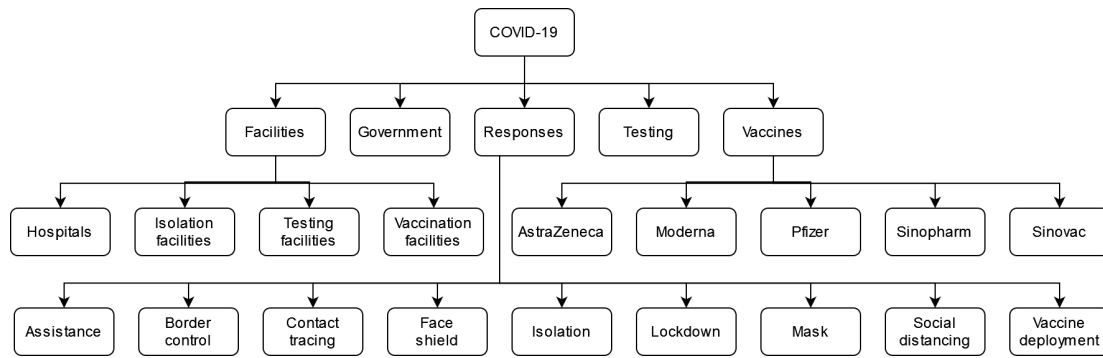 COVID-19
Facilities
Government
Responses
Testing
Vaccines
Hospitals
Isolation
facilities
Testing
facilities
Vaccination
facilities
AstraZeneca
Moderna
Pfizer
Sinopharm
Sinovac
Assistance
Border
control
Contact
tracing
Face
shield
Isolation
Lockdown
Mask
Social
distancing
Vaccine
deployment